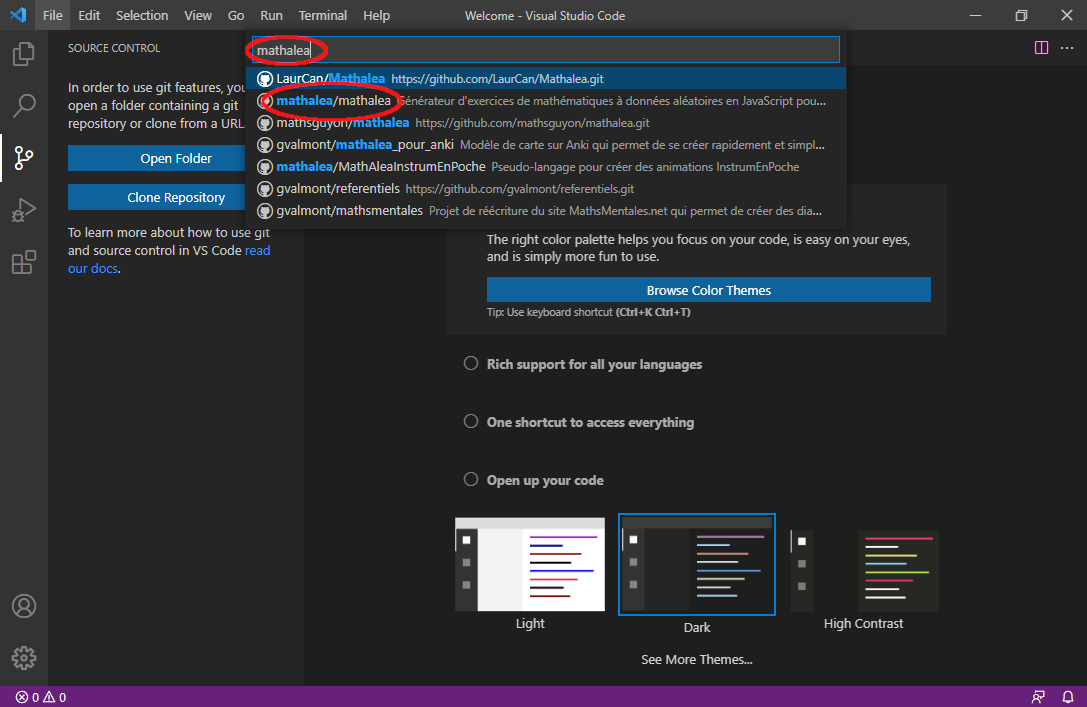 File Edit Selection View Go Run Terminal Help Welcome - Visual Studio Code
SOURCE CONTROL
In order to use git features, you
open a folder containing a git
repository or clone from a URL
Open Folder
Clone Repository
To learn more about how to use git
and source control in VS Code read
our docs.
mathalea
LaurCan/Mathalea https://github.com/LaurCan/Mathalea.git
mathalea/mathalea Générateur d'exercices de mathématiques à données aléatoires en JavaScript pou...
mathsguyon/mathalea https://github.com/mathsguyon/mathalea.git
gvalmont/mathalea_pour_anki Modèle de carte sur Anki qui permet de se créer rapidement et simpl...
mathalea/MathAleaInstrumEnPoche Pseudo-langage pour créer des animations InstrumEnPoche
gvalmont/referentiels https://github.com/gvalmont/referentiels.git
gvalmont/mathsmentales Projet de réécriture du site MathsMentales.net qui permet de créer des dia...
The right color palette helps you focus on your code, is easy on your eyes,
and is simply more fun to use.
Browse Color Themes
Tip: Use keyboard shortcut (Ctrl+K Ctrl+T)
Rich support for all your languages
One shortcut to access everything
Open up your code
Light
Dark
High Contrast
See More Themes...
0 0